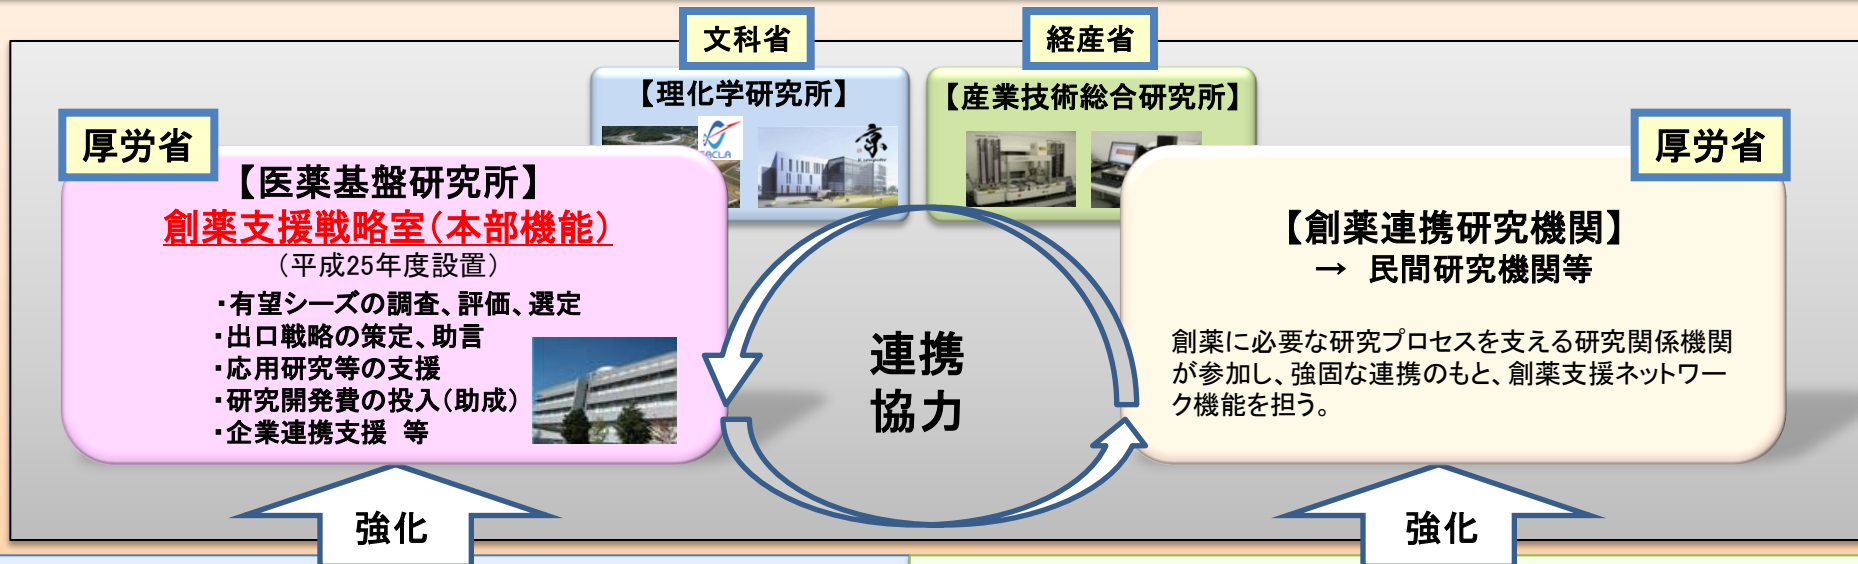 文科省
経産省
【理化学研究所】
【産業技術総合研究所】
京
厚労省
【医薬基盤研究所】
創薬支援戦略室(本部機能)
(平成25年度設置)
・有望シーズの調査、評価、選定
・出口戦略の策定、助言
・応用研究等の支援
・研究開発費の投入(助成)
・企業連携支援 等
連携
協力
厚労省
【創薬連携研究機関】
→ 民間研究機関等
創薬に必要な研究プロセスを支える研究関係機関
が参加し、強固な連携のもと、創薬支援ネットワー
ク機能を担う。
強化
強化